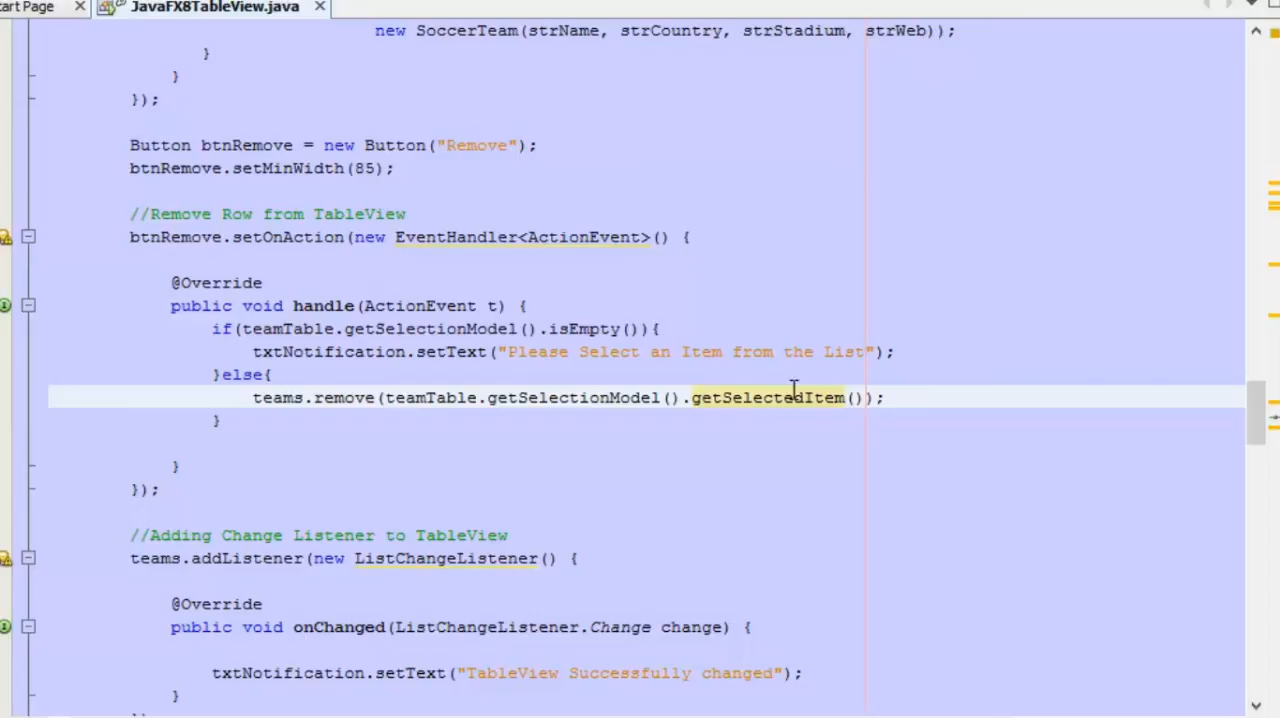 tart Page
JavaFX8TableView.java
new SoccerTeam(strName, strCountry, strStadium, strWeb));
}
}
});
Button btnRemove = new Button("Remove");
btnRemove.setMinWidth(85);
//Remove Row from TableView
btnRemove.setOnAction(new EventHandler<ActionEvent>() {
@Override
public void handle(ActionEvent t) {
if(teamTable.getSelectionModel().isEmpty()){
txtNotification.setText("Please Select an Item from the List");
}else{
teams.remove(teamTable.getSelectionModel().getSelectedItem());
}
}
});
//Adding Change Listener to TableView
teams.addListener(new ListChangeListener() {
@Override
public void onChanged(ListChangeListener.Change change) {
txtNotification.setText("TableView Successfully changed");
}